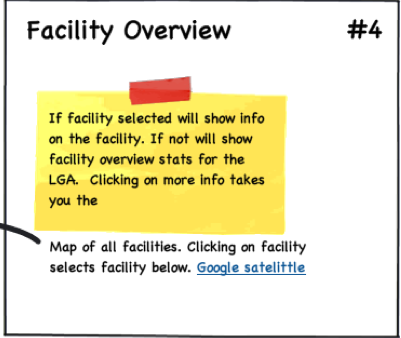 Facility Overview #4
If facility selected will show info
on the facility. If not will show
facility overview stats for the
LGA. Clicking on more info takes
you the
Map of all facilities. Clicking on facility
selects facility below. Google satelittle